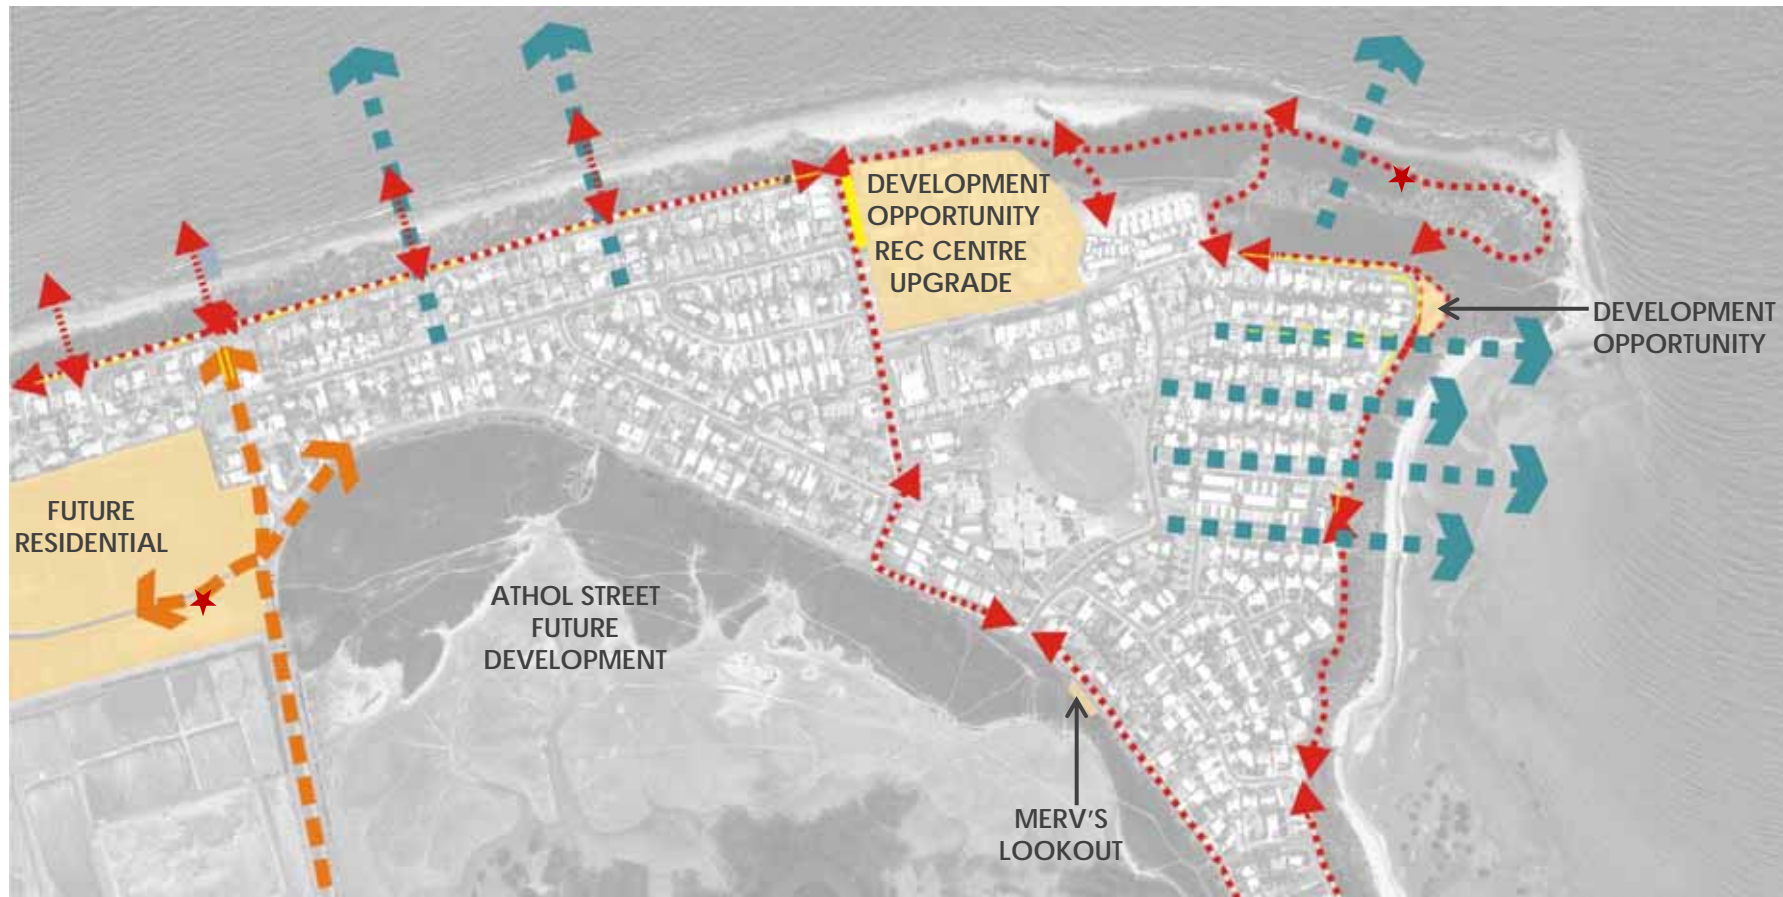 DEVELOPMENT
OPPORTUNITY
REC CENTRE
UPGRADE
DEVELOPMENT
OPPORTUNITY
FUTURE
RESIDENTIAL
ATHOL STREET
FUTURE
DEVELOPMENT
MERV'S
LOOKOUT